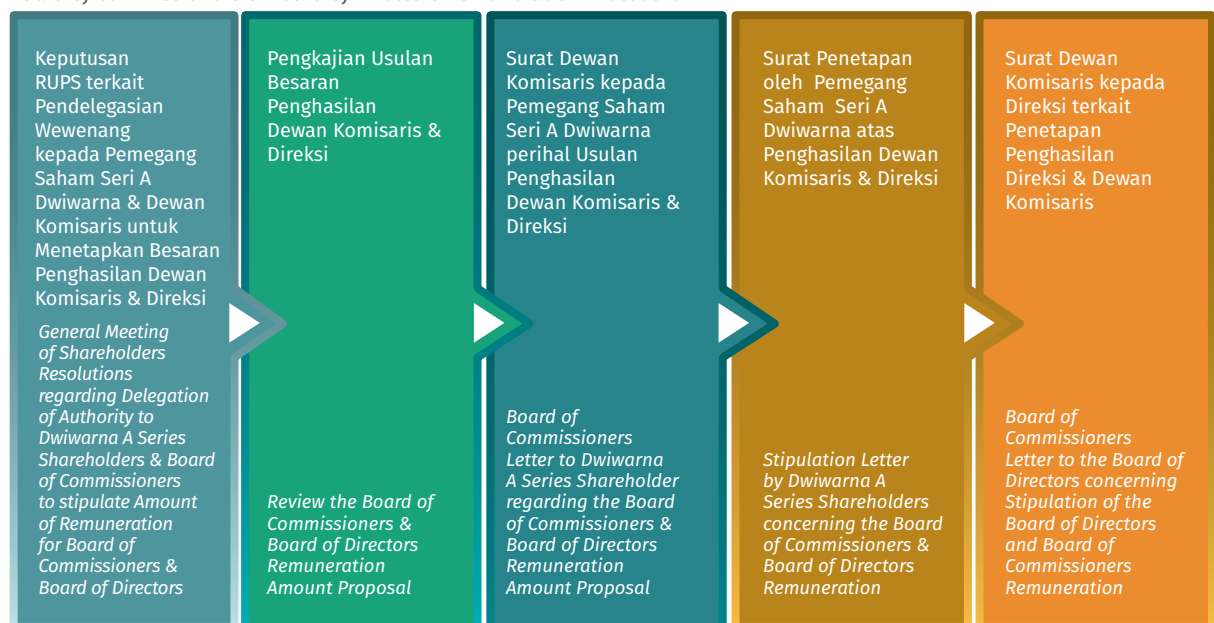 Keputusan
RUPS terkait
Pendelegasian
Wewenang
kepada Pemegang
Saham Seri A
Dwiwarna & Dewan
Komisaris untuk
Menetapkan Besaran
Penghasilan Dewan
Komisaris & Direksi
General Meeting
of Shareholders
Resolutions
regarding Delegation
of Authority to
Dwiwarna A Series
Shareholders & Board
of Commissioners
to stipulate Amount
of Remuneration
for Board of
Commissioners &
Board of Directors
Pengkajian Usulan
Besaran
Penghasilan
Dewan Komisaris &
Direksi
Review the Board of
Commissioners &
Board of Directors
Remuneration
Amount Proposal
Surat Dewan
Komisaris kepada
Pemegang Saham
Seri A Dwiwarna
perihal Usulan
Penghasilan
Dewan Komisaris &
Direksi
Board of
Commissioners
Letter to Dwiwarna
A Series Shareholder
regarding the Board
of Commissioners &
Board of Directors
Remuneration
Amount Proposal
Surat Penetapan
oleh Pemegang
Saham Seri A
Dwiwarna atas
Penghasilan Dewan
Komisaris & Direksi
Stipulation Letter
by Dwiwarna A
Series Shareholders
concerning the Board
of Commissioners &
Board of Directors
Remuneration
Surat Dewan
Komisaris kepada
Direksi terkait
Penetapan
Penghasilan
Direksi & Dewan
Komisaris
Board of
Commissioners
Letter to the Board of
Directors concerning
Stipulation of the
Board of Directors
and Board of
Commissioners
Remuneration